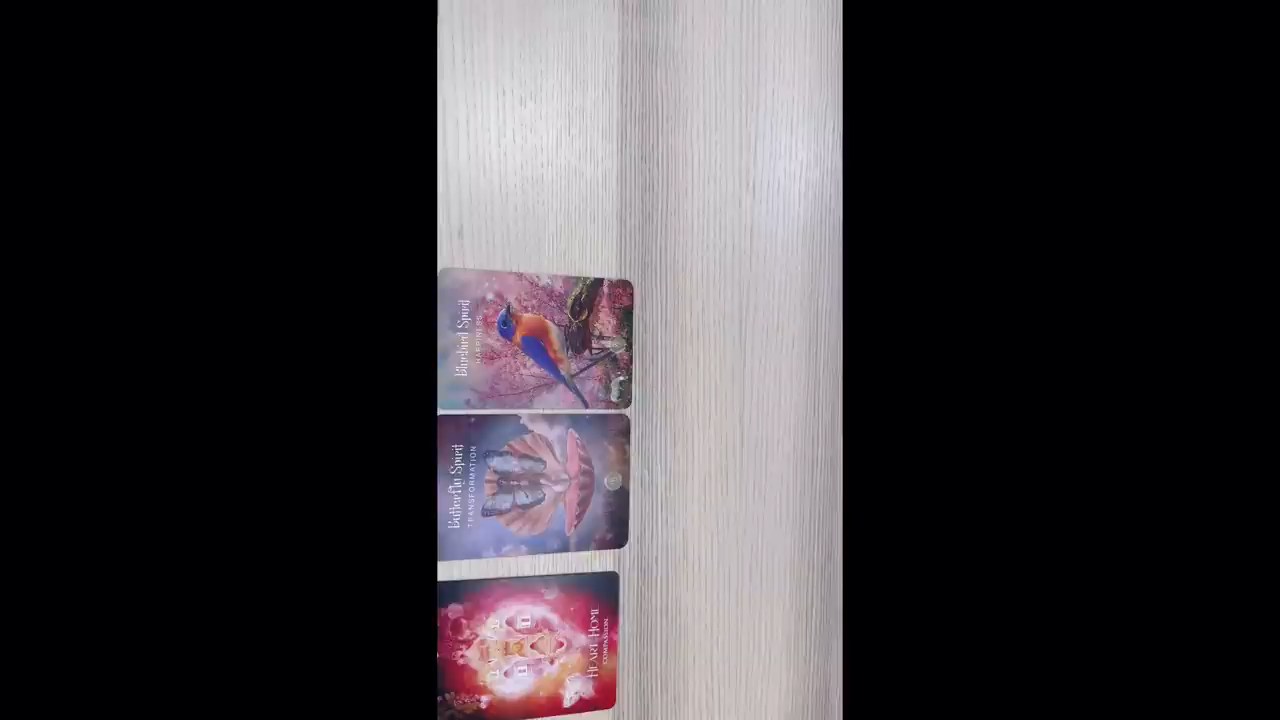 Bluebird Spirit
HAPPINESS
Butterfly Spirit
TRANSFORMATION
HEART HOME
COMPASSION